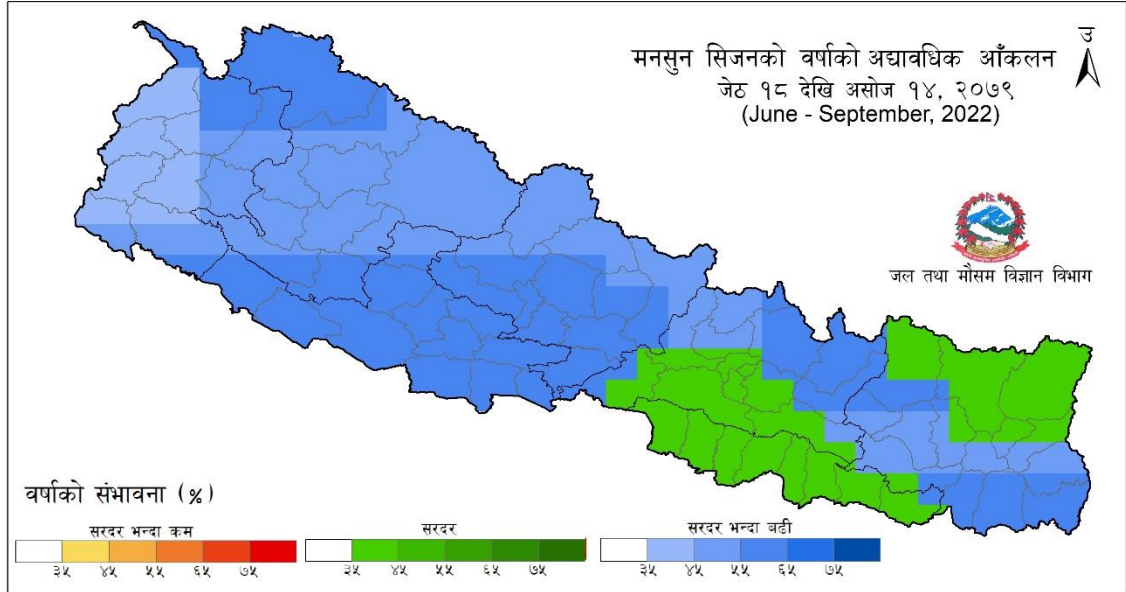 मनसुन सिजनको वर्षाको अद्यावधिक आँकलन
उ
जेठ १८ देखि असोज १४, २०७९
(June - September, 2022)
जल तथा मौसम विज्ञान विभाग
वर्षाको संभावना (%)
सरदर भन्दा कम
सरदर
सरदर भन्दा बढी
३५ ४५ ५५ ६५ ७५
३५ ४५ ५५ ६५ ७५
३५ ४५ ५५ ६५ ७५